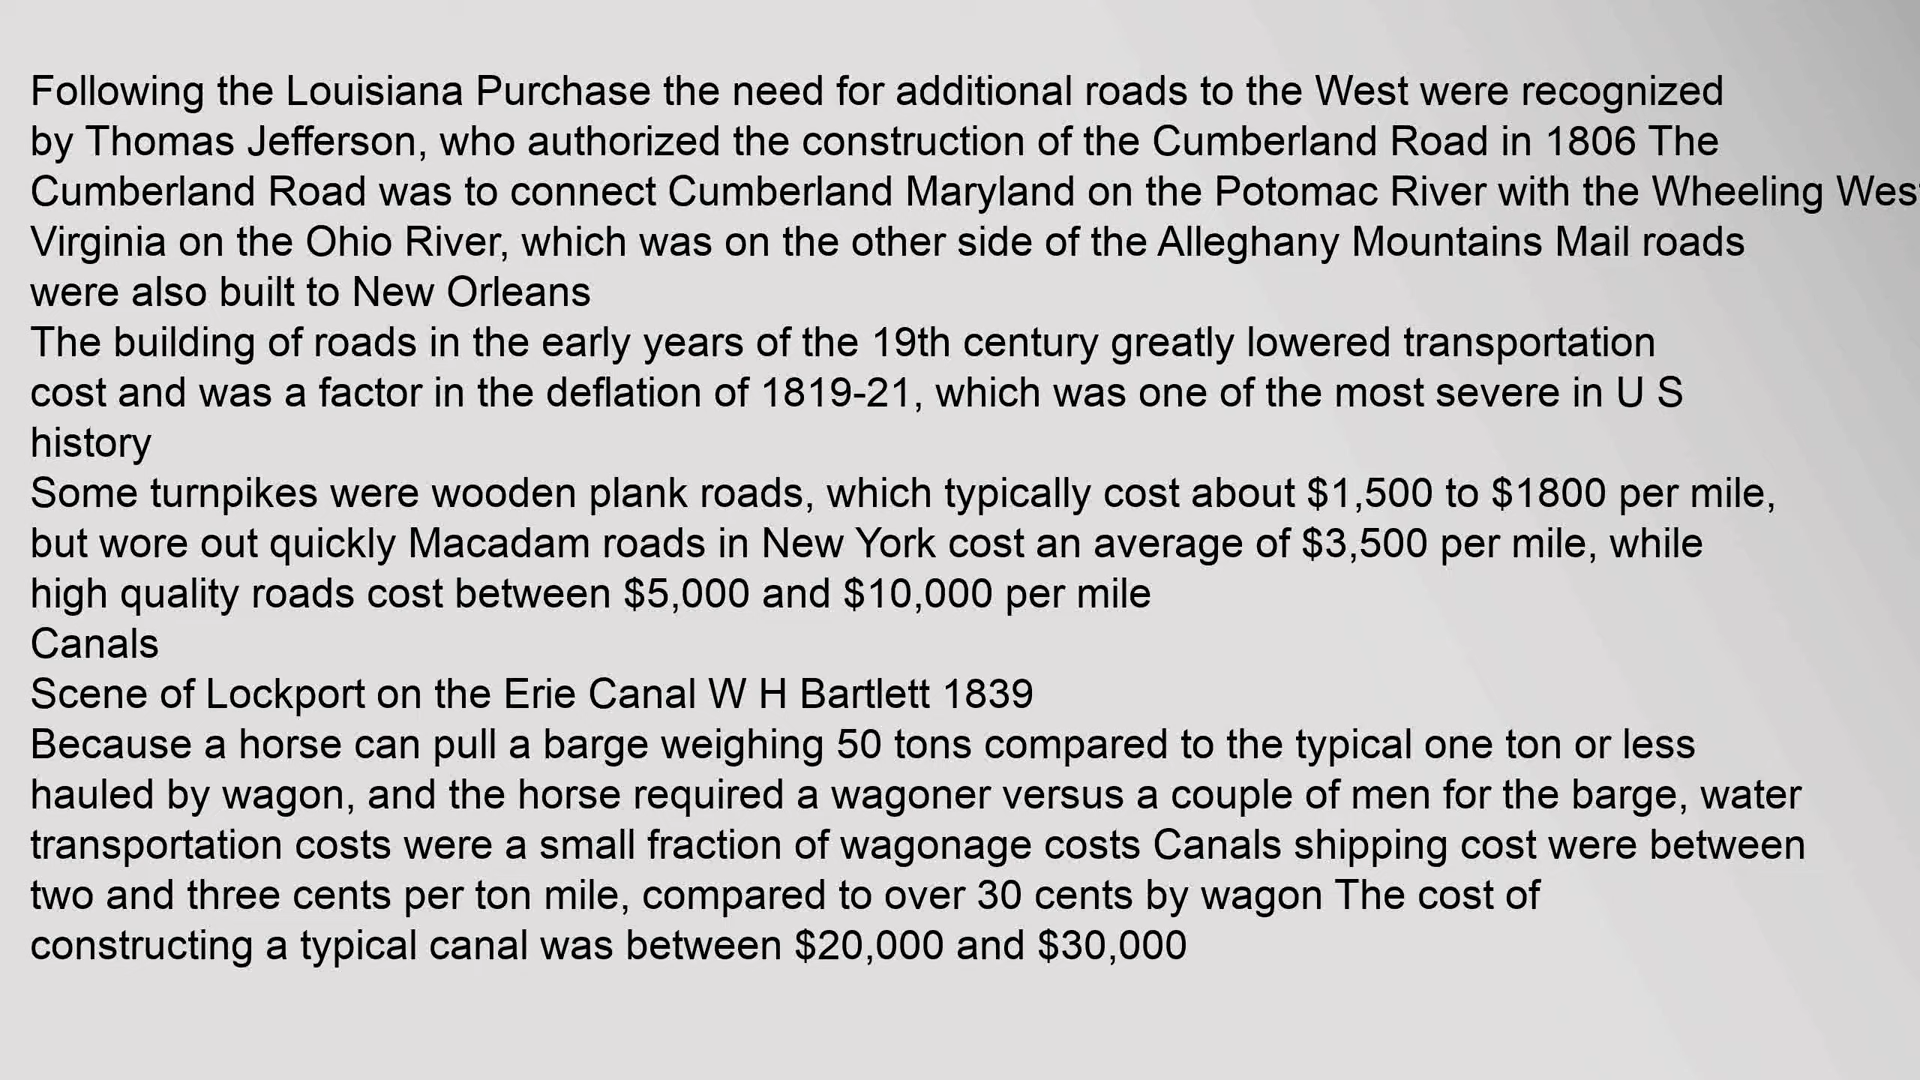 Following the Louisiana Purchase the need for additional roads to the West were recognized
by Thomas Jefferson, who authorized the construction of the Cumberland Road in 1806 The
Cumberland Road was to connect Cumberland Maryland on the Potomac River with the Wheeling Wes
Virginia on the Ohio River, which was on the other side of the Alleghany Mountains Mail roads
were also built to New Orleans
The building of roads in the early years of the 19th century greatly lowered transportation
cost and was a factor in the deflation of 1819-21, which was one of the most severe in U S
history
Some turnpikes were wooden plank roads, which typically cost about $1,500 to $1800 per mile,
but wore out quickly Macadam roads in New York cost an average of $3,500 per mile, while
high quality roads cost between $5,000 and $10,000 per mile
Canals
Scene of Lockport on the Erie Canal W H Bartlett 1839
Because a horse can pull a barge weighing 50 tons compared to the typical one ton or less
hauled by wagon, and the horse required a wagoner versus a couple of men for the barge, water
transportation costs were a small fraction of wagonage costs Canals shipping cost were between
two and three cents per ton mile, compared to over 30 cents by wagon The cost of
constructing a typical canal was between $20,000 and $30,000